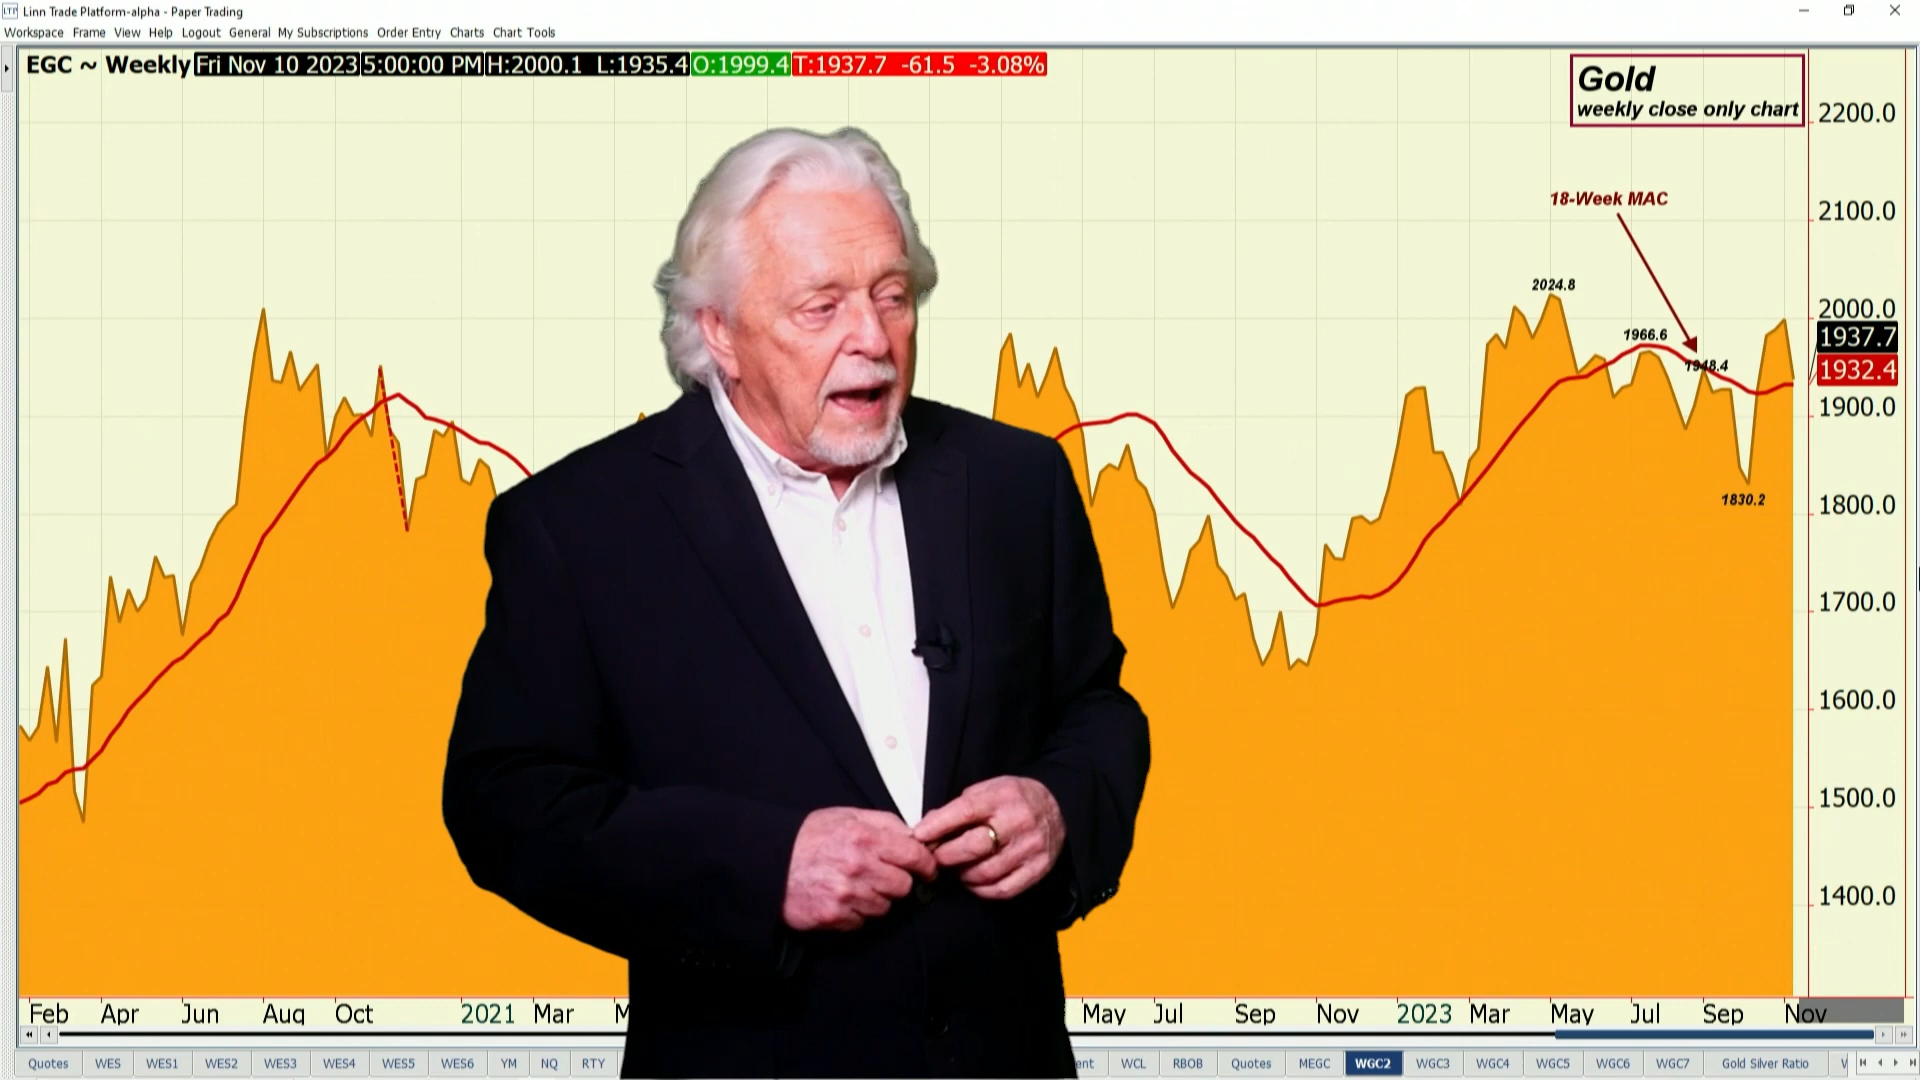 Linn Trade Platform-alpha - Paper Trading
Workspace Frame View Help Logout General My Subscriptions Order Entry Charts Chart Tools
EGC ~ Weekly Fri Nov 10 2023 5:00:00 PM H:2000.1 L:1935.4 O:1999.4 T:1937.7 -61.5 -3.08%
Gold
weekly close only chart
2200.0
18-Week MAC
2100.0
2024.8
2000.0
1966.6
1937.7
1948.4
1932.4
1900.0
1830.2
1800.0
1700.0
1600.0
1500.0
1400.0
Feb Apr Jun Aug Oct 2021 Mar M May Jul Sep Nov 2023 Mar May Jul Sep Nov
Quotes WES WES1 WES2 WES3 WES4 WES5 WES6 YM NQ RTY ent WCL RBOB Quotes MEGC WGC2 WGC3 WGC4 WGC5 WGC6 WGC7 Gold Silver Ratio